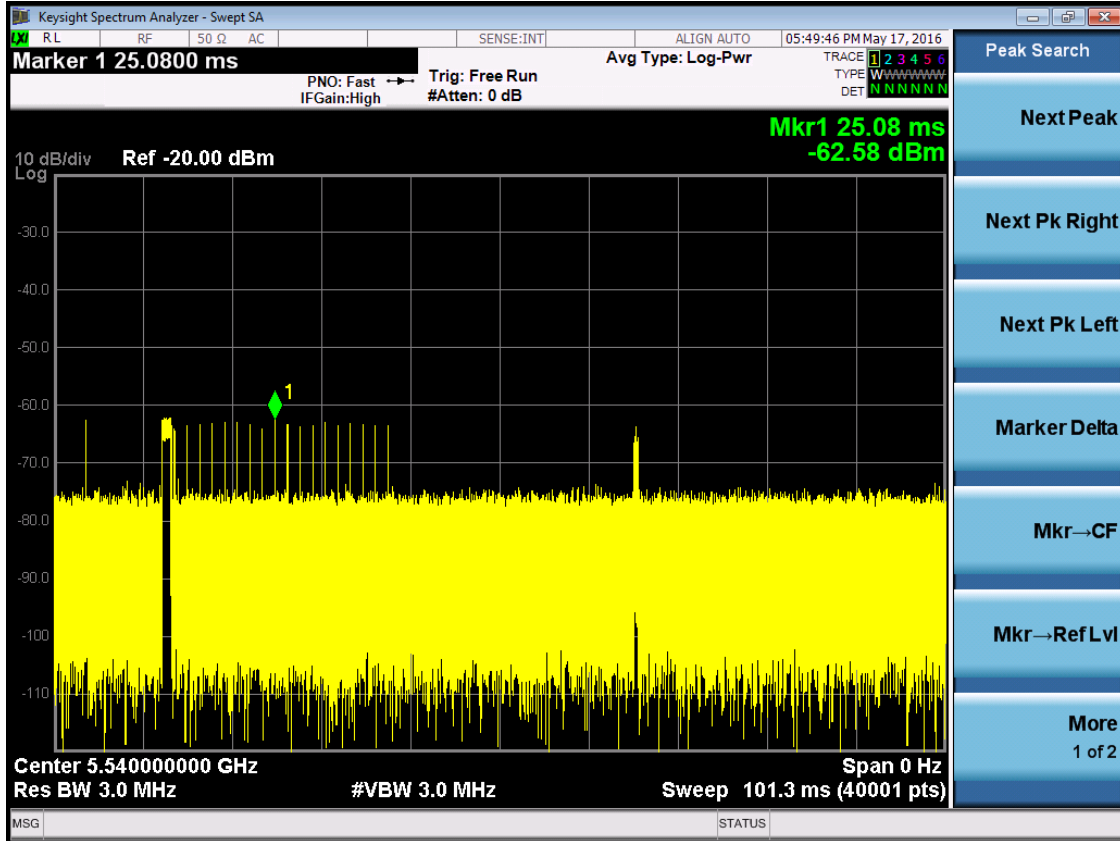 Keysight Spectrum Analyzer - Swept SA
LXI RL RF 50 Ω AC SENSE:INT ALIGN AUTO 05:49:46 PM May 17, 2016
Marker 1 25.0800 ms
PNO: Fast
IFGain:High
Trig: Free Run
#Atten: 0 dB
Avg Type: Log-Pwr
TRACE 1 2 3 4 5 6
TYPE WWWWWW
DET N N N N N N
Mkr1 25.08 ms
-62.58 dBm
10 dB/div Ref -20.00 dBm
Log
-30.0
-40.0
-50.0
-60.0
1
-70.0
-80.0
-90.0
-100
-110
Center 5.540000000 GHz Span 0 Hz
Res BW 3.0 MHz #VBW 3.0 MHz Sweep 101.3 ms (40001 pts)
MSG STATUS
Peak Search
Next Peak
Next Pk Right
Next Pk Left
Marker Delta
Mkr→CF
Mkr→Ref Lvl
More
1 of 2